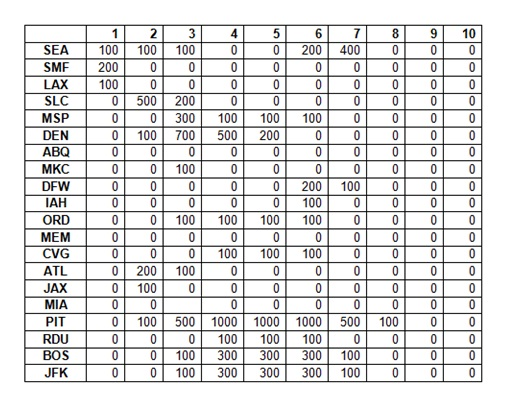 1 2 3 4 5 6 7 8 9 10
SEA 100 100 100 0 0 200 400 0 0 0
SMF 200 0 0 0 0 0 0 0 0 0
LAX 100 0 0 0 0 0 0 0 0 0
SLC 0 500 200 0 0 0 0 0 0 0
MSP 0 0 300 100 100 100 0 0 0 0
DEN 0 100 700 500 200 0 0 0 0 0
ABQ 0 0 0 0 0 0 0 0 0 0
MKC 0 0 100 0 0 0 0 0 0 0
DFW 0 0 0 0 0 200 100 0 0 0
IAH 0 0 0 0 0 100 0 0 0 0
ORD 0 0 100 100 100 100 0 0 0 0
MEM 0 0 0 0 0 0 0 0 0 0
CVG 0 0 0 100 100 100 0 0 0 0
ATL 0 200 100 0 0 0 0 0 0 0
JAX 0 100 0 0 0 0 0 0 0 0
MIA 0 0 0 0 0 0 0 0 0
PIT 0 100 500 1000 1000 1000 500 100 0 0
RDU 0 0 0 100 100 100 0 0 0 0
BOS 0 0 100 300 300 300 100 0 0 0
JFK 0 0 100 300 300 300 100 0 0 0